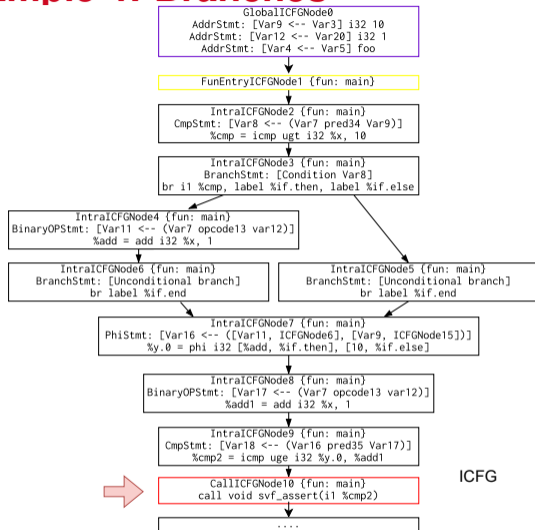 GlobalICFGNode0
AddrStmt: [Var9 <-- Var3] i32 10
AddrStmt: [Var12 <-- Var20] i32 1
AddrStmt: [Var4 <-- Var5] foo
FunEntryICFGNode1 {fun: main}
IntraICFGNode2 {fun: main}
CmpStmt: [Var8 <-- (Var7 pred34 Var9)]
%cmp = icmp ugt i32 %x, 10
IntraICFGNode3 {fun: main}
BranchStmt: [Condition Var8]
br i1 %cmp, label %if.then, label %if.else
IntraICFGNode4 {fun: main}
BinaryOPStmt: [Var11 <-- (Var7 opcode13 var12)]
%add = add i32 %x, 1
IntraICFGNode6 {fun: main}
BranchStmt: [Unconditional branch]
br label %if.end
IntraICFGNode5 {fun: main}
BranchStmt: [Unconditional branch]
br label %if.end
IntraICFGNode7 {fun: main}
PhiStmt: [Var16 <-- ([Var11, ICFGNode6], [Var9, ICFGNode15])]
%y.0 = phi i32 [%add, %if.then], [10, %if.else]
IntraICFGNode8 {fun: main}
BinaryOPStmt: [Var17 <-- (Var7 opcode13 var12)]
%add1 = add i32 %x, 1
IntraICFGNode9 {fun: main}
CmpStmt: [Var18 <-- (Var16 pred35 Var17)]
%cmp2 = icmp uge i32 %y.0, %add1
ICFG
CallICFGNode10 {fun: main}
call void svf_assert(i1 %cmp2)
....